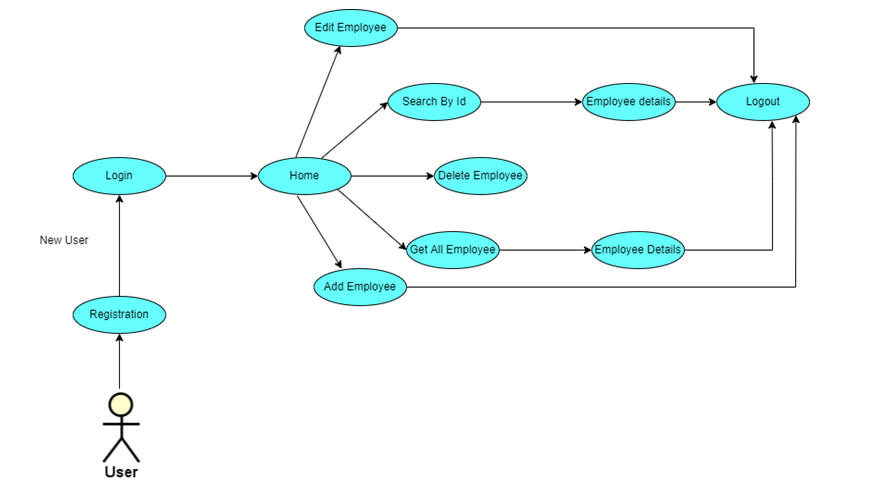 Edit Employee
Search By Id
Employee details
Logout
Login
Home
Delete Employee
New User
Get All Employee
Employee Details
Add Employee
Registration
User